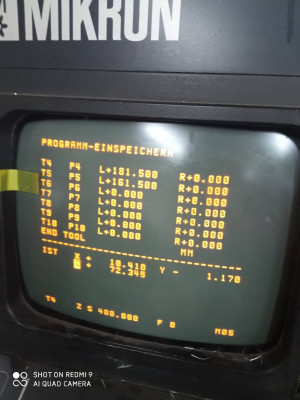 MIKRON
PROGRAMM-EINSPEICHERN
T4 P4 L+181.500 R+0.000
T5 P5 L+161.500 R+0.000
T6 P6 L+0.000 R+0.000
T7 P7 L+0.000 R+0.000
T8 P8 L+0.000 R+0.000
T9 P9 L+0.000 R+0.000
T10 P10 L+0.000 R+0.000
END TOOL MM
IST X + 10.110 Y - 1.170
+ 72.345
T4 Z S 400.000 F 0 M05
SHOT ON REDMI 9
AI QUAD CAMERA